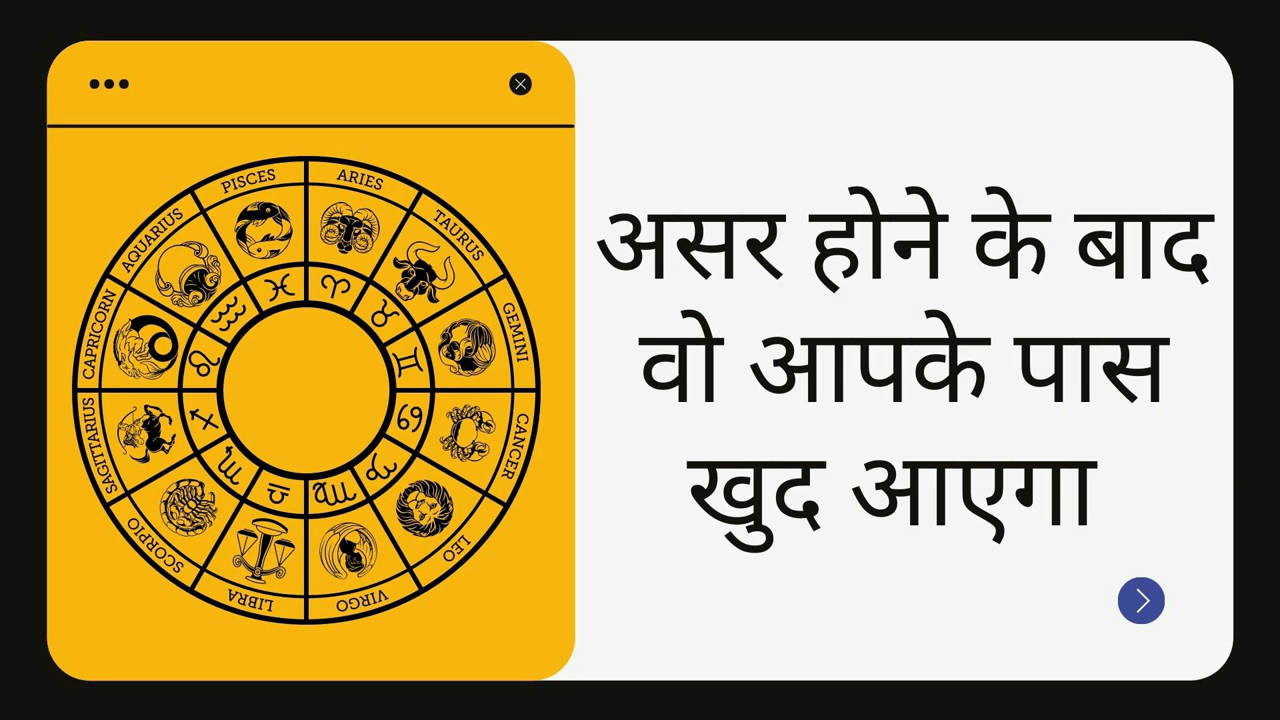 PISCES
ARIES
AQUARIUS
TAURUS
CAPRICORN
GEMINI
SAGITTARIUS
CANCER
SCORPIO
LEO
LIBRA
VIRGO
असर होने के बाद
वो आपके पास
खुद आएगा